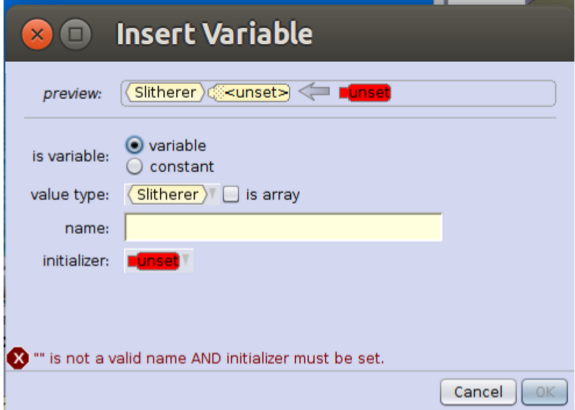 Insert Variable
preview: Slitherer <unset> unset
is variable: variable
constant
value type: Slitherer is array
name:
initializer: unset
"" is not a valid name AND initializer must be set.
Cancel OK